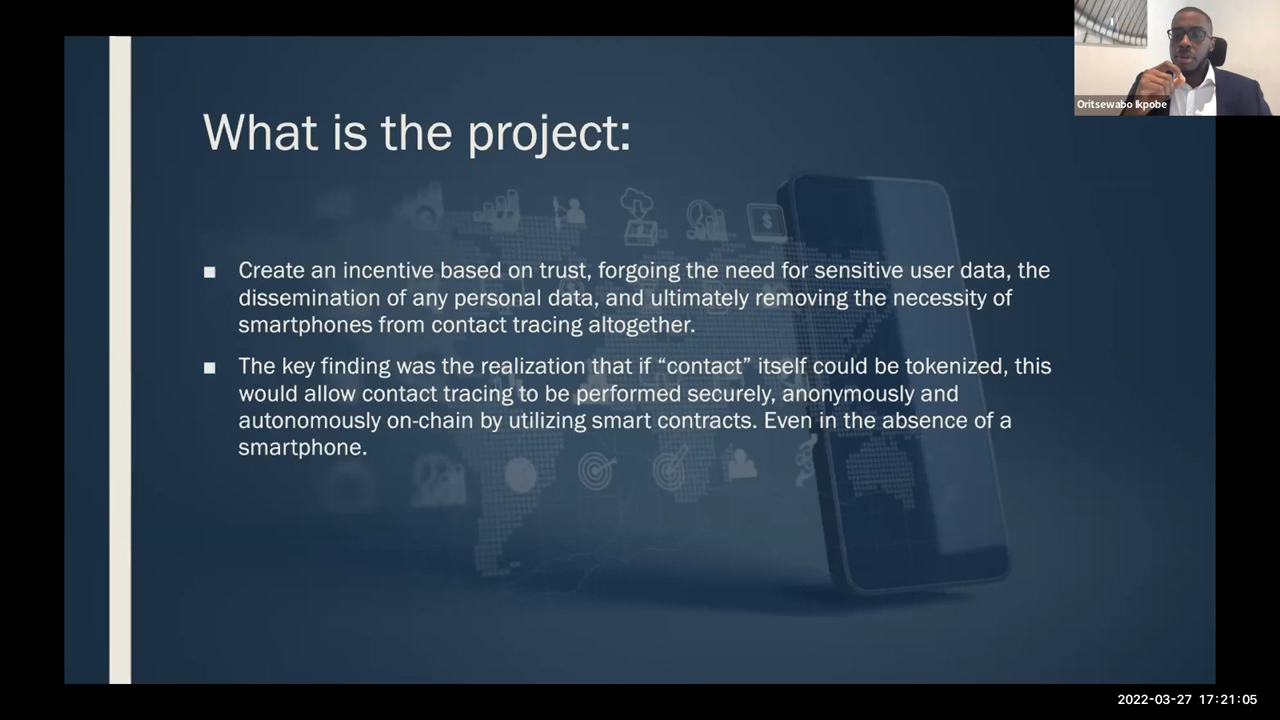 Oritsewabo Ikpobe
What is the project:
Create an incentive based on trust, forgoing the need for sensitive user data, the
dissemination of any personal data, and ultimately removing the necessity of
smartphones from contact tracing altogether.
The key finding was the realization that if “contact” itself could be tokenized, this
would allow contact tracing to be performed securely, anonymously and
autonomously on-chain by utilizing smart contracts. Even in the absence of a
smartphone.
2022-03-27 17:21:05